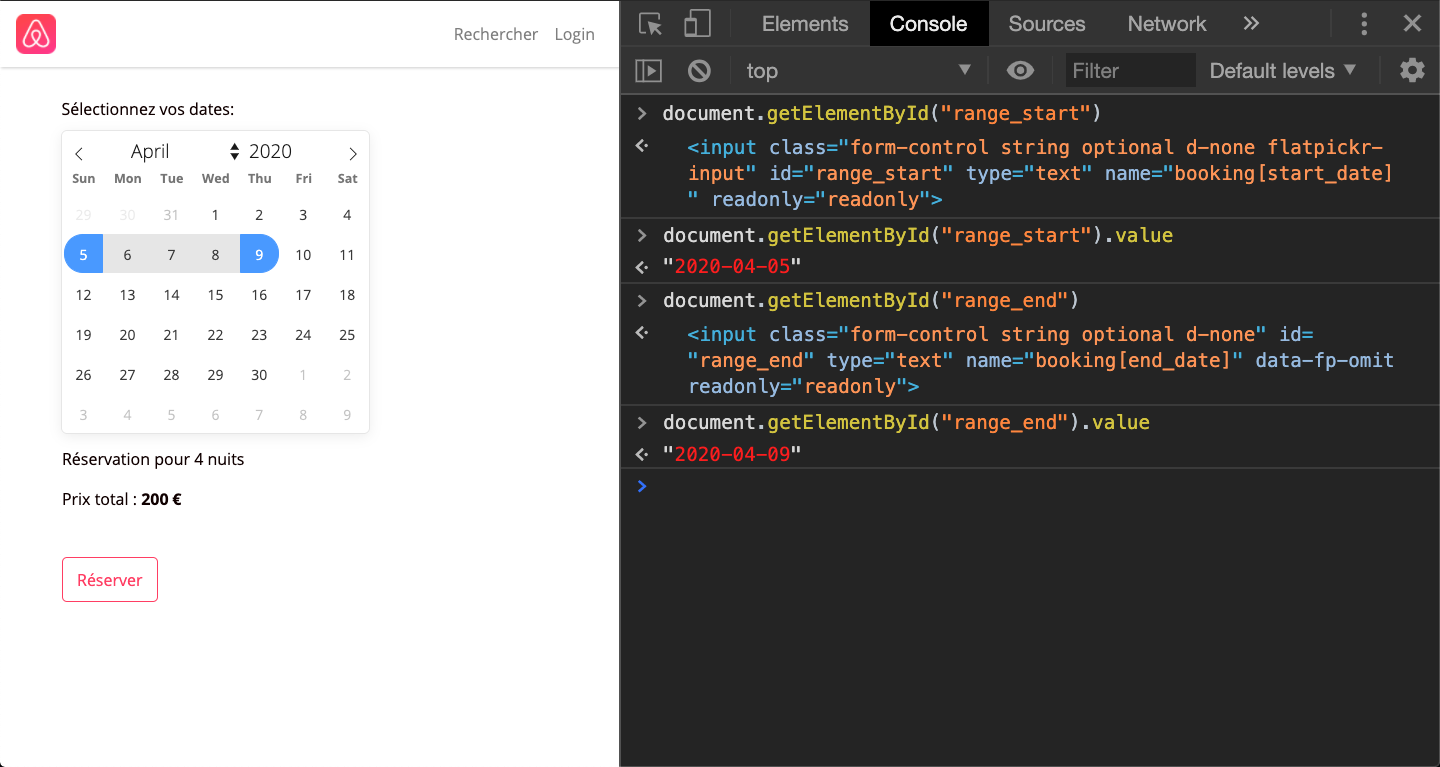 Rechercher Login
Sélectionnez vos dates:
April 2020
Sun Mon Tue Wed Thu Fri Sat
29 30 31 1 2 3 4
5 6 7 8 9 10 11
12 13 14 15 16 17 18
19 20 21 22 23 24 25
26 27 28 29 30 1 2
3 4 5 6 7 8 9
Réservation pour 4 nuits
Prix total : 200 €
Réserver
Elements Console Sources Network »
top Filter Default levels
> document.getElementById("range_start")
<input class="form-control string optional d-none flatpickr-
input" id="range_start" type="text" name="booking[start_date]
" readonly="readonly">
> document.getElementById("range_start").value
"2020-04-05"
> document.getElementById("range_end")
<input class="form-control string optional d-none" id=
"range_end" type="text" name="booking[end_date]" data-fp-omit
readonly="readonly">
> document.getElementById("range_end").value
"2020-04-09"
>